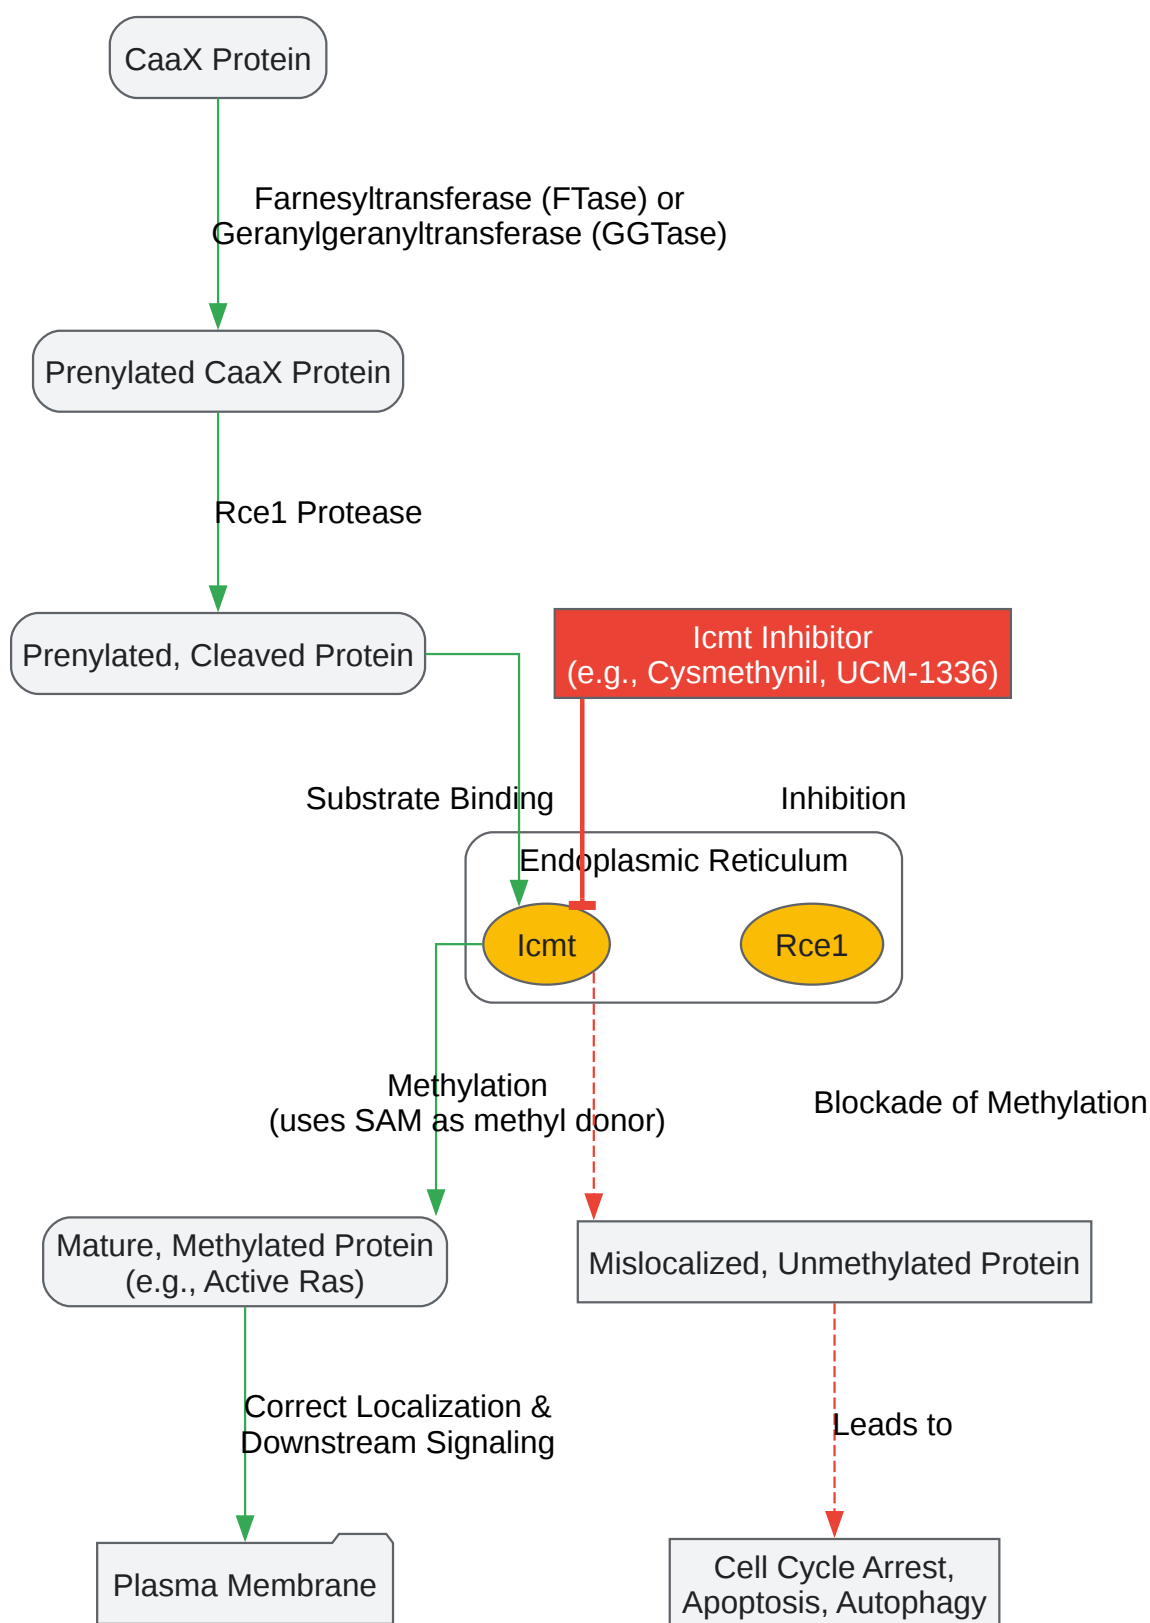 CaaX Protein
Farnesyltransferase (FTase) or
Geranylgeranyltransferase (GGTase)
Prenylated CaaX Protein
Rce1 Protease
Prenylated, Cleaved Protein
Icmt Inhibitor
(e.g., Cysmethynil, UCM-1336)
Substrate Binding
Inhibition
Endoplasmic Reticulum
Icmt
Rce1
Methylation
(uses SAM as methyl donor)
Blockade of Methylation
Mature, Methylated Protein
(e.g., Active Ras)
Mislocalized, Unmethylated Protein
Correct Localization &
Downstream Signaling
Leads to
Plasma Membrane
Cell Cycle Arrest,
Apoptosis, Autophagy